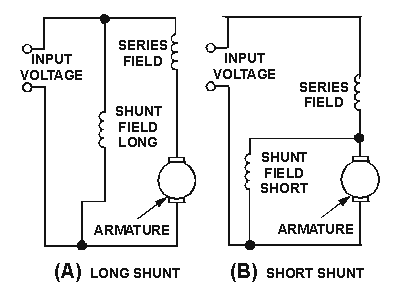 INPUT
VOLTAGE
SERIES
FIELD
SHUNT
FIELD
LONG
ARMATURE
(A) LONG SHUNT
INPUT
VOLTAGE
SERIES
FIELD
SHUNT
FIELD
SHORT
ARMATURE
(B) SHORT SHUNT